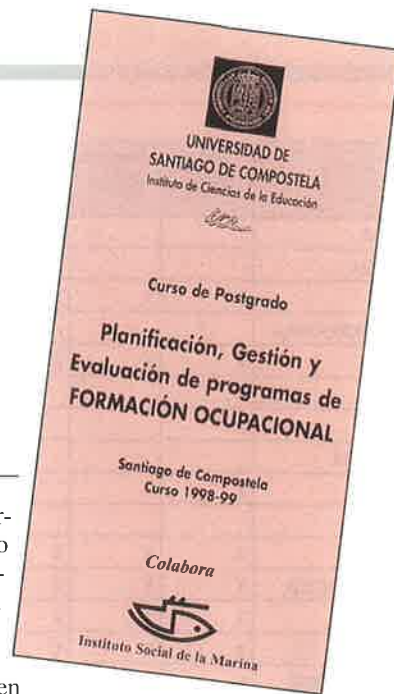 UNIVERSIDAD DE
SANTIAGO DE COMPOSTELA
Instituto de Ciencias de la Educación
Curso de Postgrado
Planificación, Gestión y
Evaluación de programas de
FORMACIÓN OCUPACIONAL
Santiago de Compostela
Curso 1998-99
Colabora
Instituto Social de la Marina
r-
o
-
en